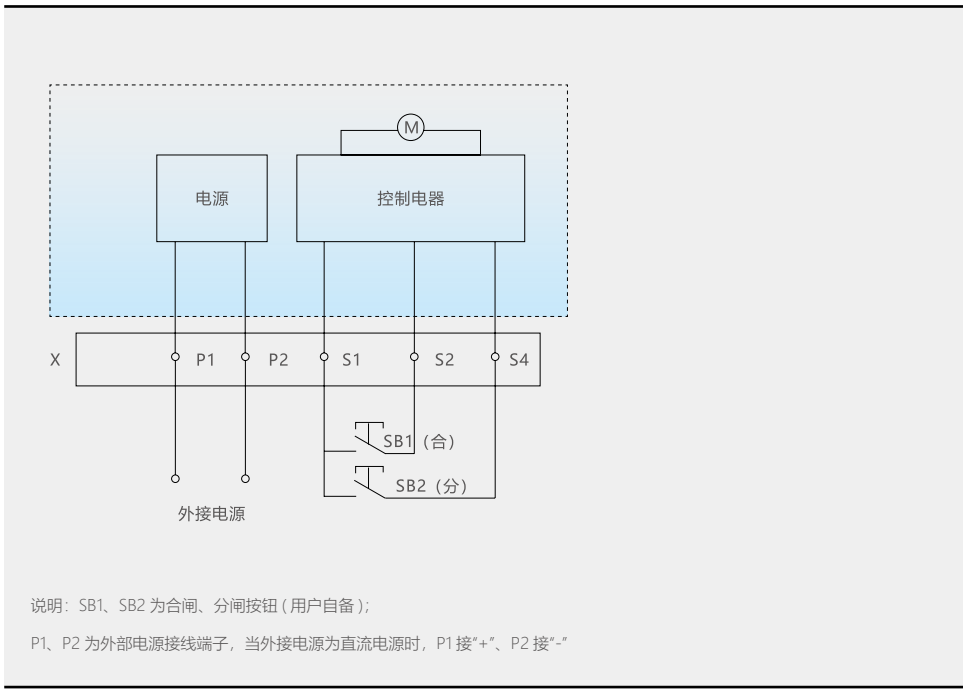 M
电源
控制电器
X P1 P2 S1 S2 S4
SB1（合）
SB2（分）
外接电源
说明：SB1、SB2 为合闸、分闸按钮 ( 用户自备 )；
P1、P2 为外部电源接线端子，当外接电源为直流电源时，P1 接“+”、P2 接“-”